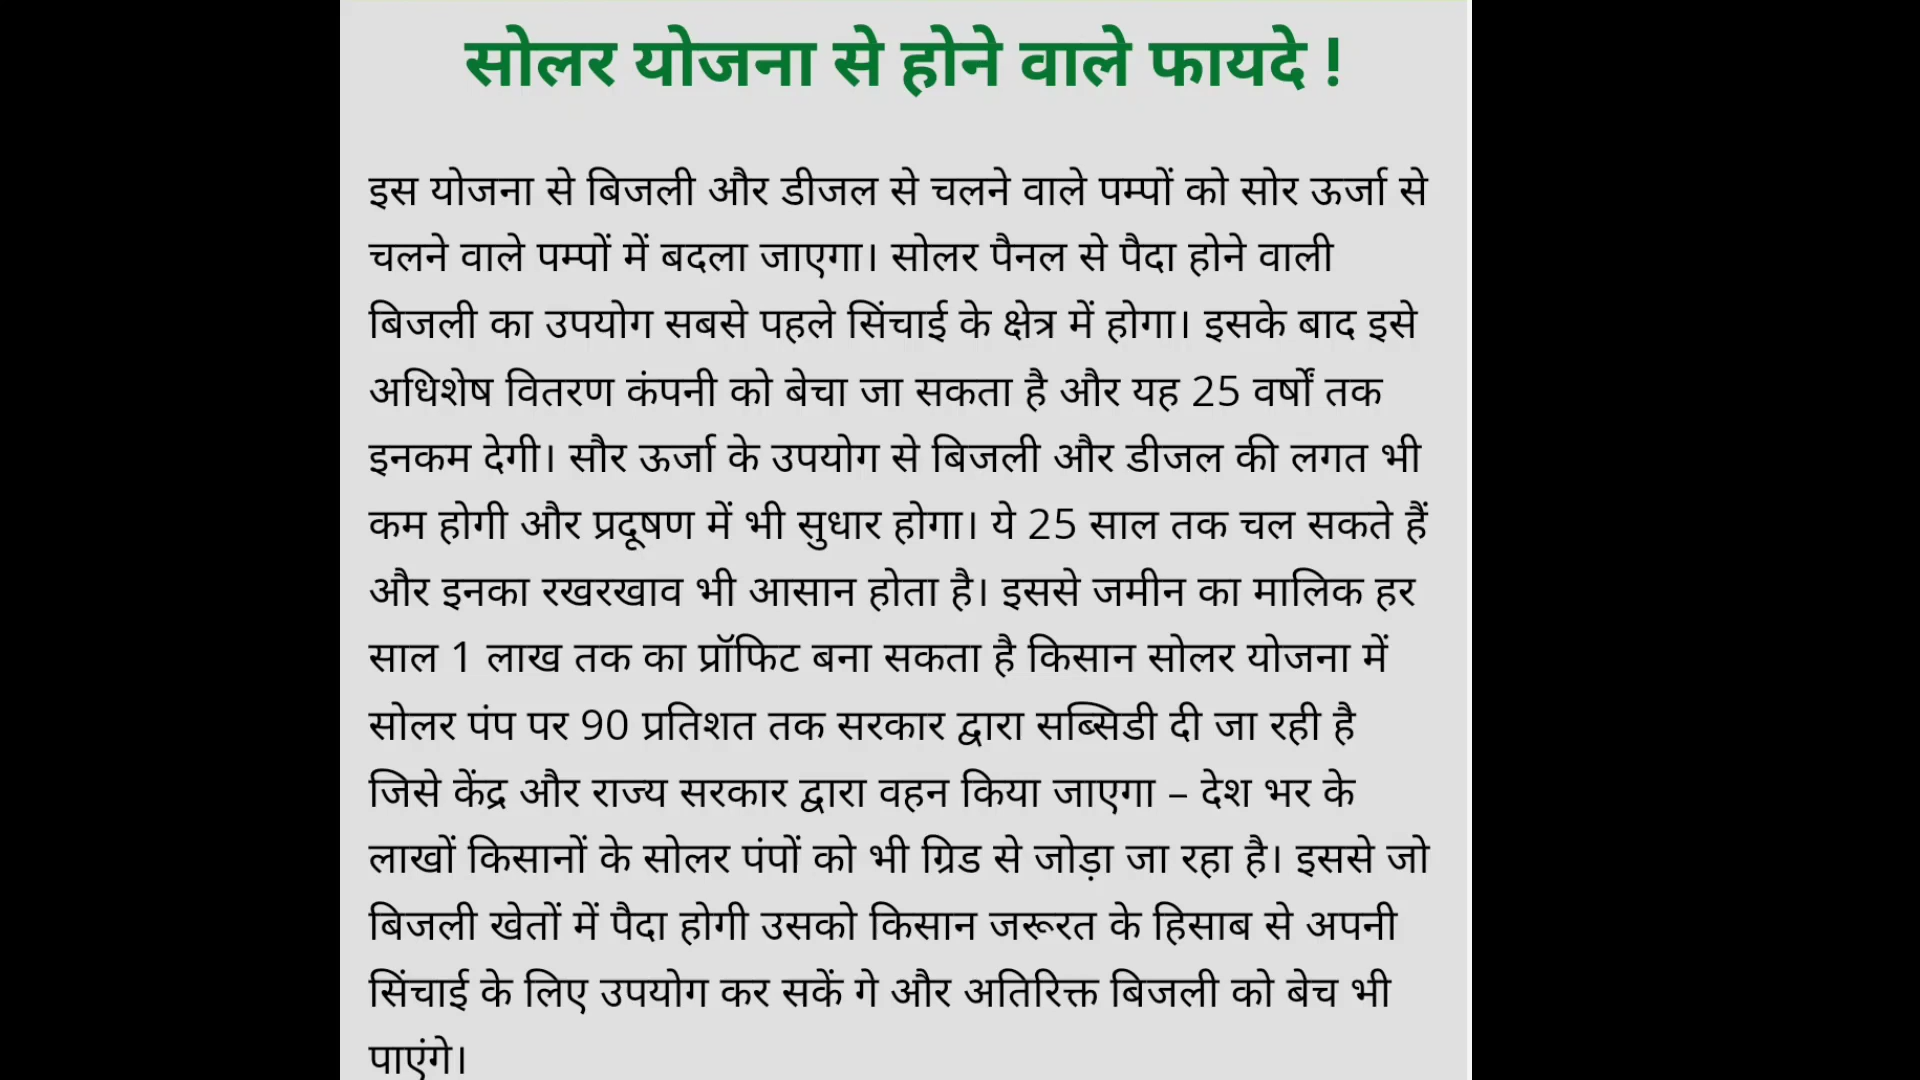 सोलर योजना से होने वाले फायदे !
इस योजना से बिजली और डीजल से चलने वाले पम्पों को सोर ऊर्जा से
चलने वाले पम्पों में बदला जाएगा। सोलर पैनल से पैदा होने वाली
बिजली का उपयोग सबसे पहले सिंचाई के क्षेत्र में होगा। इसके बाद इसे
अधिशेष वितरण कंपनी को बेचा जा सकता है और यह 25 वर्षों तक
इनकम देगी। सौर ऊर्जा के उपयोग से बिजली और डीजल की लगत भी
कम होगी और प्रदूषण में भी सुधार होगा। ये 25 साल तक चल सकते हैं
और इनका रखरखाव भी आसान होता है। इससे जमीन का मालिक हर
साल 1 लाख तक का प्रॉफिट बना सकता है किसान सोलर योजना में
सोलर पंप पर 90 प्रतिशत तक सरकार द्वारा सब्सिडी दी जा रही है
जिसे केंद्र और राज्य सरकार द्वारा वहन किया जाएगा – देश भर के
लाखों किसानों के सोलर पंपों को भी ग्रिड से जोड़ा जा रहा है। इससे जो
बिजली खेतों में पैदा होगी उसको किसान जरूरत के हिसाब से अपनी
सिंचाई के लिए उपयोग कर सकें गे और अतिरिक्त बिजली को बेच भी
पाएंगे।